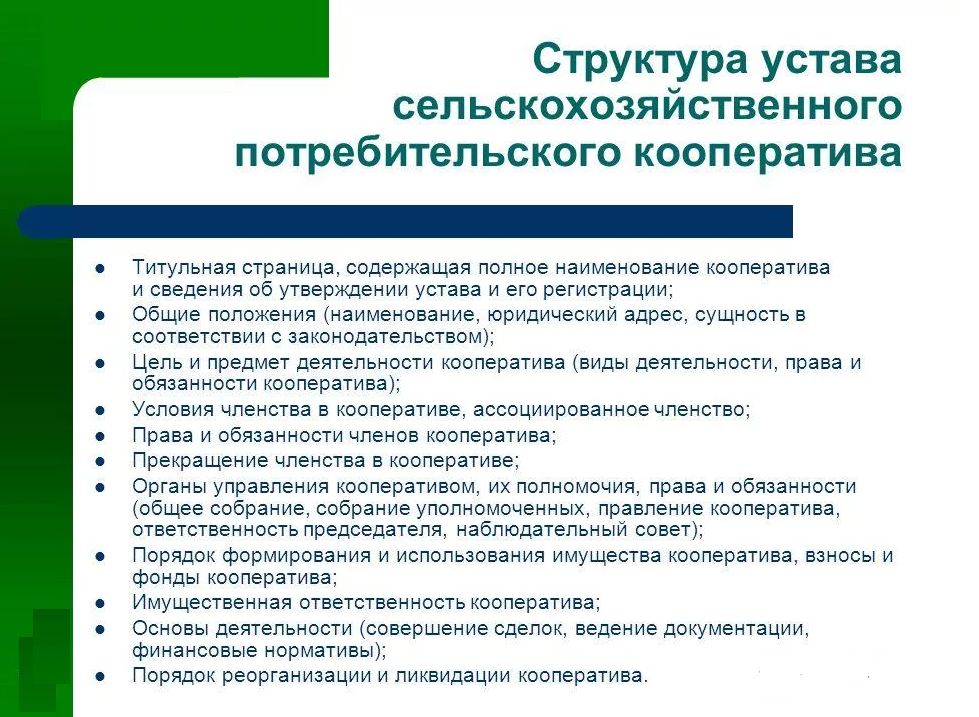 Структура устава
сельскохозяйственного
потребительского кооператива
Титульная страница, содержащая полное наименование кооператива
и сведения об утверждении устава и его регистрации;
Общие положения (наименование, юридический адрес, сущность в
соответствии с законодательством);
Цель и предмет деятельности кооператива (виды деятельности, права и
обязанности кооператива);
Условия членства в кооперативе, ассоциированное членство;
Права и обязанности членов кооператива;
Прекращение членства в кооперативе;
Органы управления кооперативом, их полномочия, права и обязанности
(общее собрание, собрание уполномоченных, правление кооператива,
ответственность председателя, наблюдательный совет);
Порядок формирования и использования имущества кооператива, взносы и
фонды кооператива;
Имущественная ответственность кооператива;
Основы деятельности (совершение сделок, ведение документации,
финансовые нормативы);
Порядок реорганизации и ликвидации кооператива.